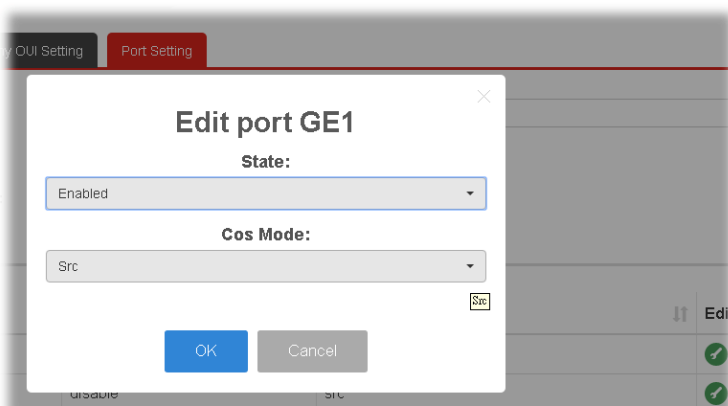 OUI Setting
Port Setting
Edit port GE1
State:
Enabled
Cos Mode:
Src
Src
Edi
OK
Cancel
disable
src